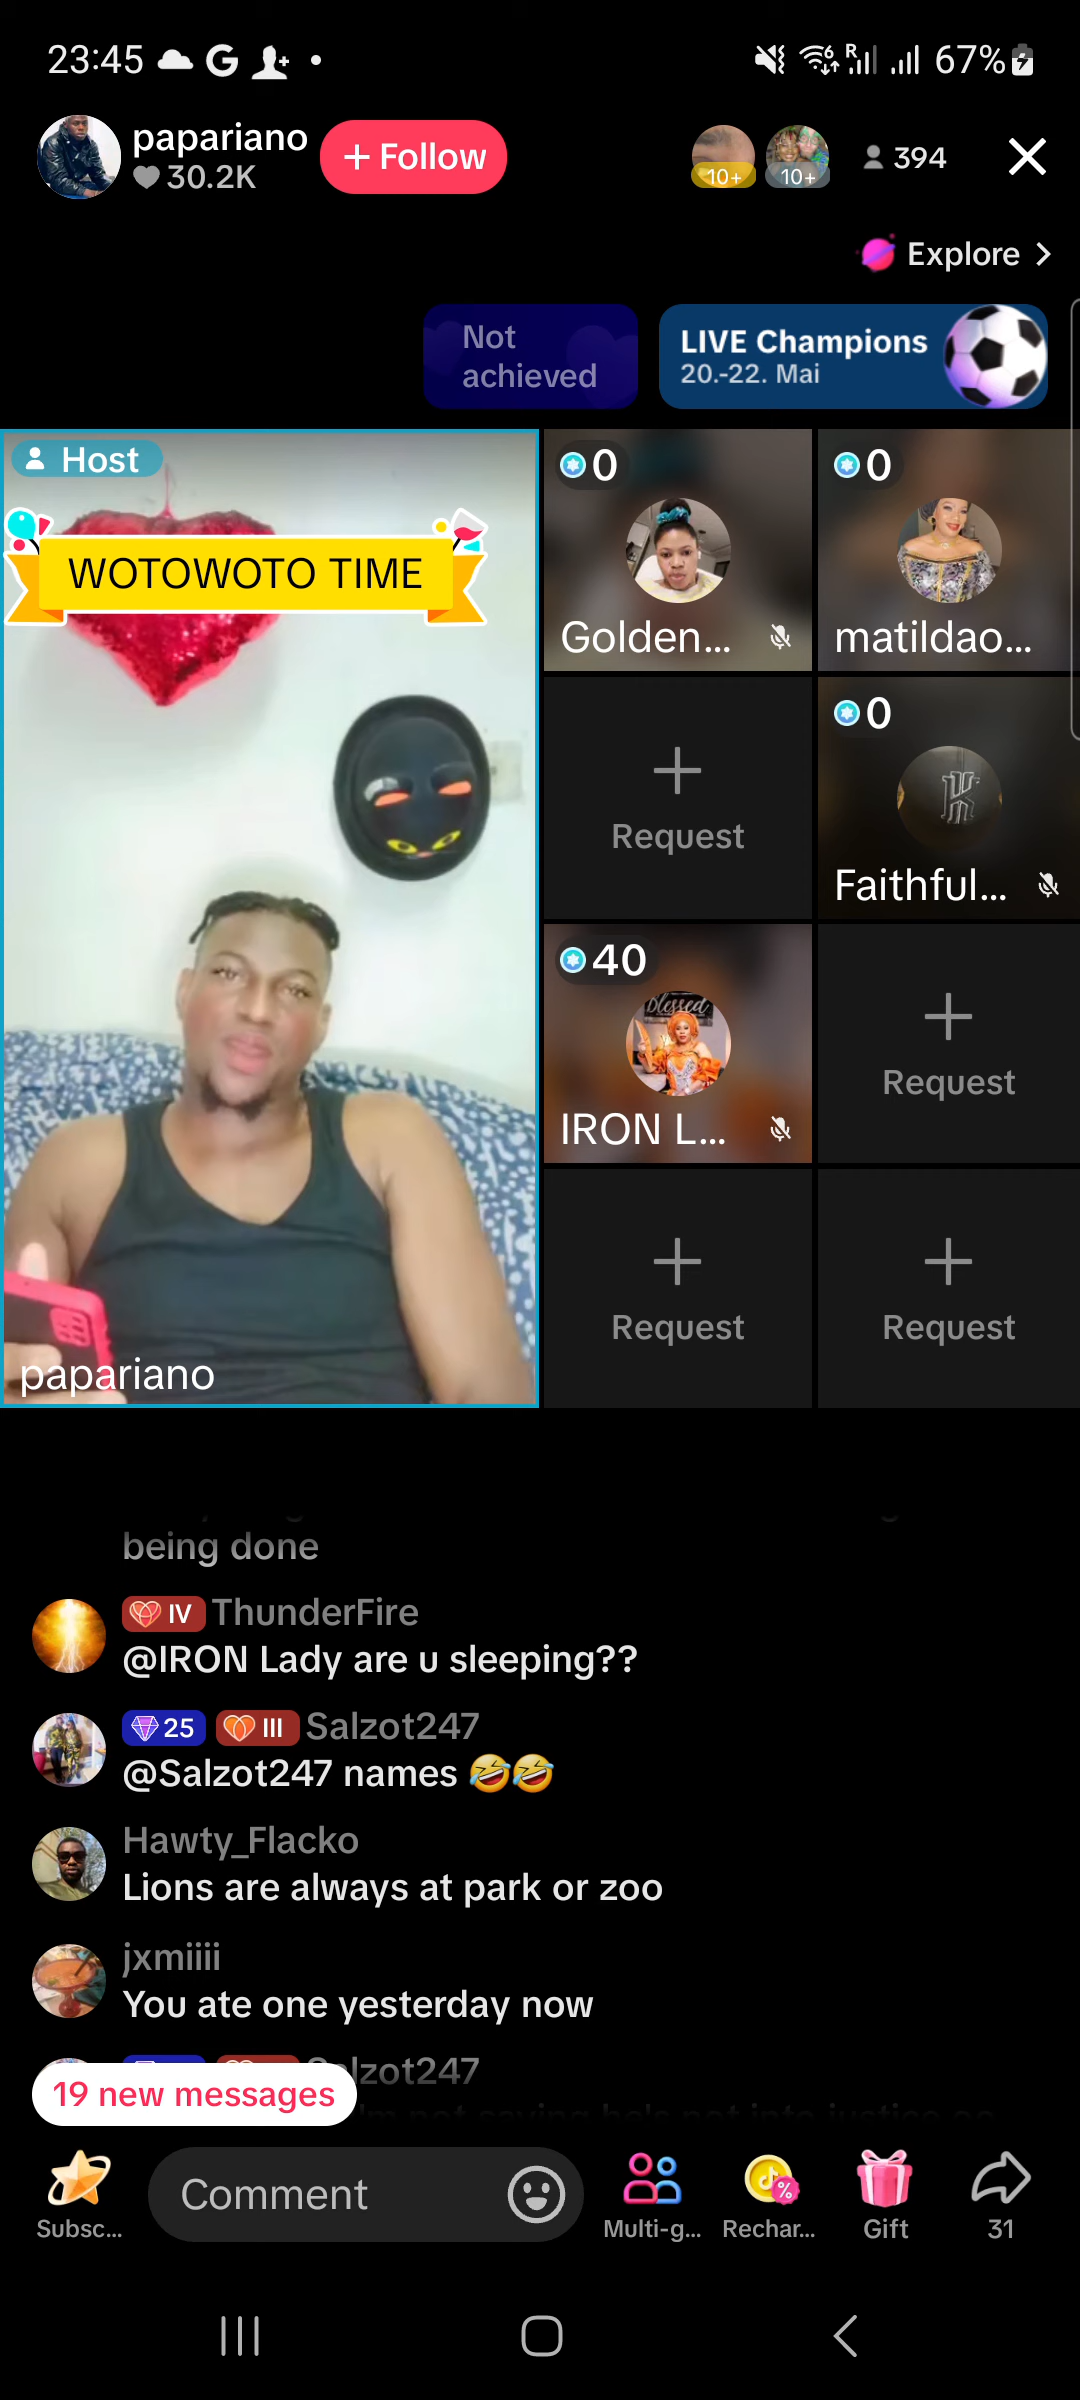 23:45
67%
papariano
30.2K
+ Follow
10+
10+
394
Explore
Not
achieved
LIVE Champions
20.-22. Mai
Host
WOTOWOTO TIME
papariano
0
Golden...
0
matildao...
Request
0
Faithful...
40
Blessed
IRON L...
Request
Request
Request
being done
IV ThunderFire
@IRON Lady are u sleeping??
25 III Salzot247
@Salzot247 names 🤣🤣
Hawty_Flacko
Lions are always at park or zoo
jxmiiii
You ate one yesterday now
Salzot247
19 new messages
Comment
Subsc...
Multi-g...
Rechar...
Gift
31